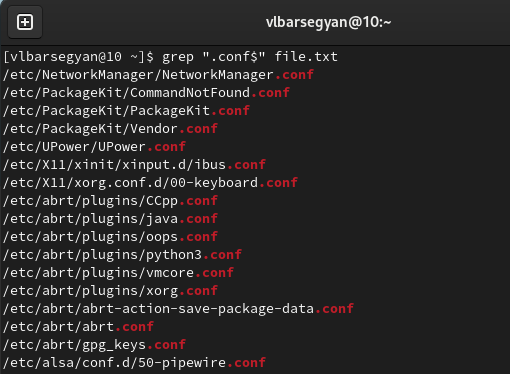 vlbarsegyan@10:~
[vlbarsegyan@10 ~]$ grep ".conf$" file.txt
/etc/NetworkManager/NetworkManager.conf
/etc/PackageKit/CommandNotFound.conf
/etc/PackageKit/PackageKit.conf
/etc/PackageKit/Vendor.conf
/etc/UPower/UPower.conf
/etc/X11/xinit/xinput.d/ibus.conf
/etc/X11/xorg.conf.d/00-keyboard.conf
/etc/abrt/plugins/CCpp.conf
/etc/abrt/plugins/java.conf
/etc/abrt/plugins/oops.conf
/etc/abrt/plugins/python3.conf
/etc/abrt/plugins/vmcore.conf
/etc/abrt/plugins/xorg.conf
/etc/abrt/abrt-action-save-package-data.conf
/etc/abrt/abrt.conf
/etc/abrt/gpg_keys.conf
/etc/alsa/conf.d/50-pipewire.conf